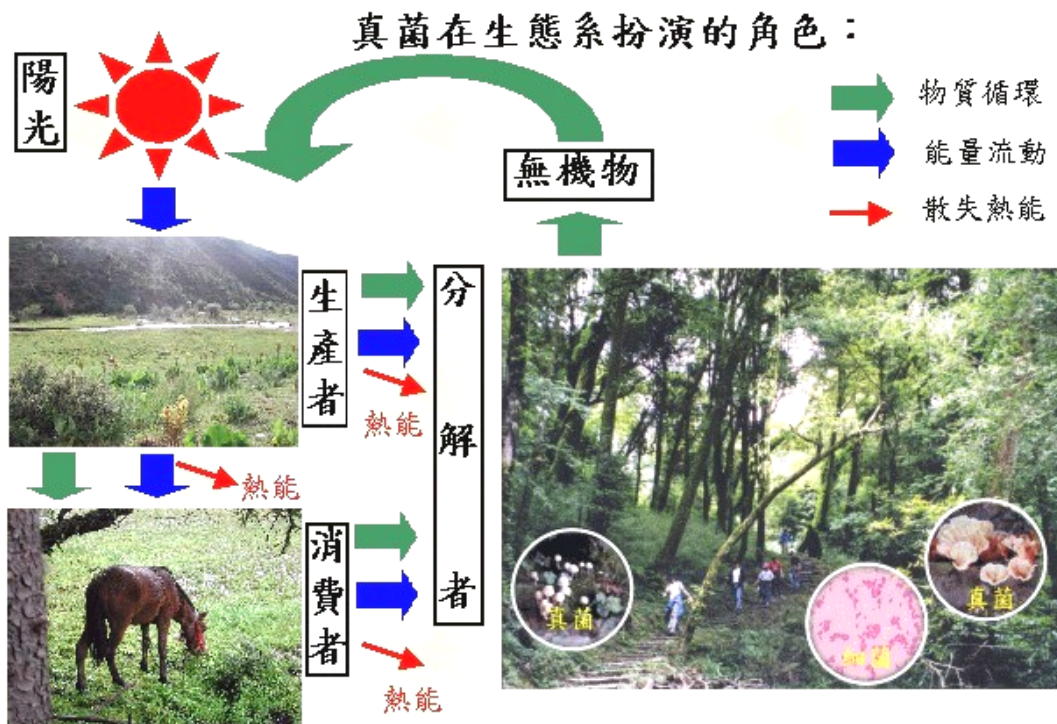 真菌在生態系扮演的角色：
陽光
物質循環
能量流動
散失熱能
無機物
生產者
分解者
熱能
熱能
消費者
熱能
真菌
細菌
真菌